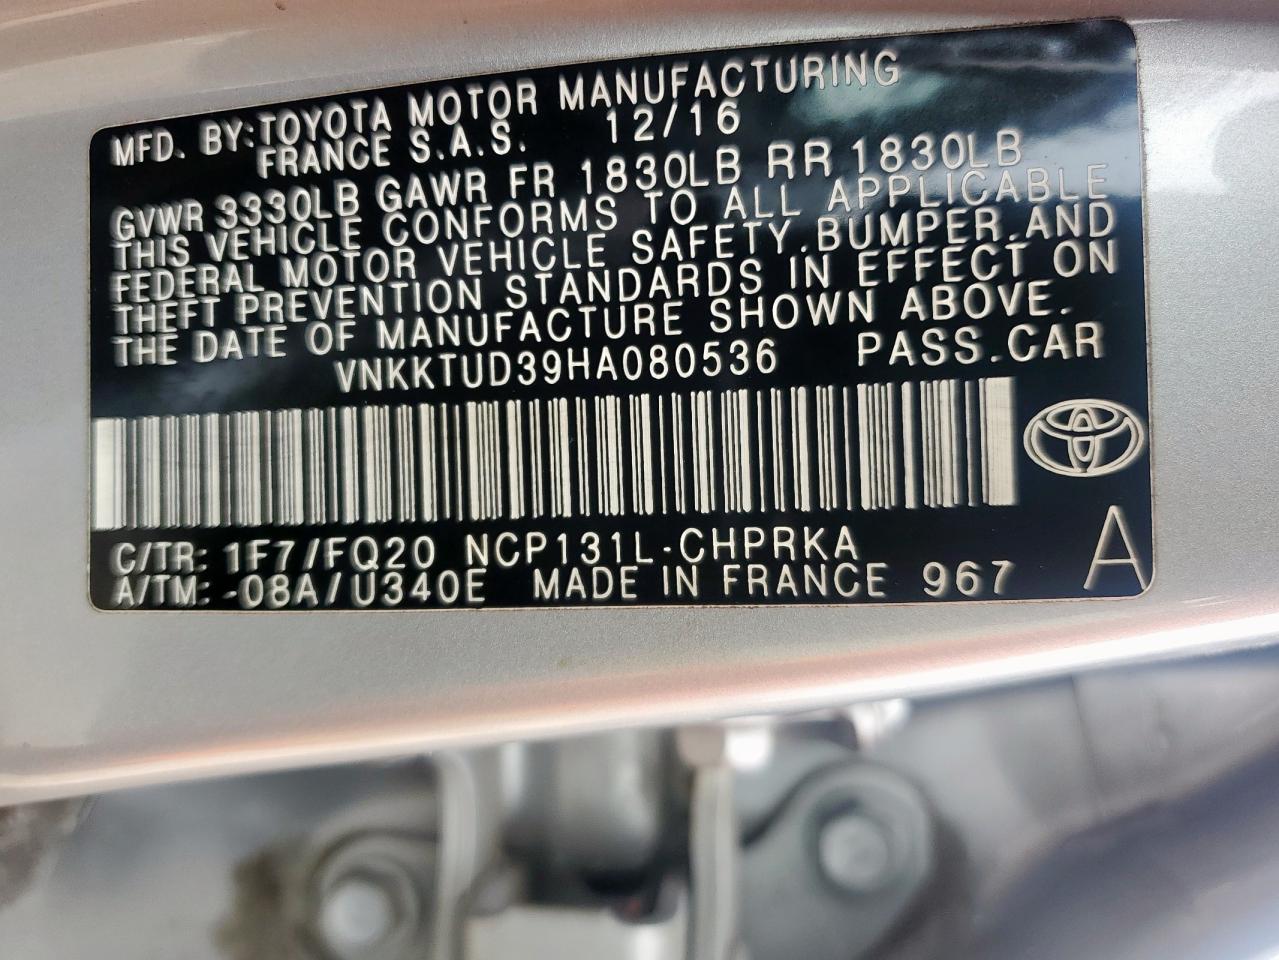 MFD. BY:TOYOTA MOTOR MANUFACTURING
FRANCE S.A.S. 12/16
GVWR 3330LB GAWR FR 1830LB RR 1830LB
THIS VEHICLE CONFORMS TO ALL APPLICABLE
FEDERAL MOTOR VEHICLE SAFETY,BUMPER,AND
THEFT PREVENTION STANDARDS IN EFFECT ON
THE DATE OF MANUFACTURE SHOWN ABOVE.
VNKKTUD39HA080536 PASS.CAR
C/TR: 1F7/FQ20 NCP131L-CHPRKA
A/TM: -08A/U340E MADE IN FRANCE 967 A